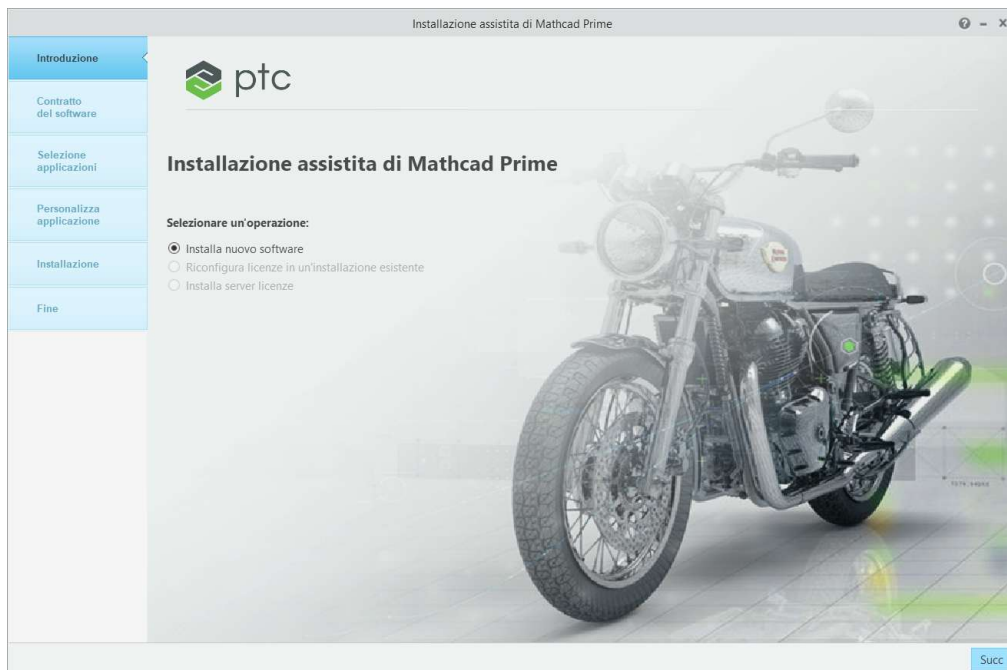 Installazione assistita di Mathcad Prime
Introduzione
Contratto
del software
Selezione
applicazioni
Personalizza
applicazione
Installazione
Fine
ptc
Installazione assistita di Mathcad Prime
Selezionare un'operazione:
Installa nuovo software
Riconfigura licenze in un'installazione esistente
Installa server licenze
Succ